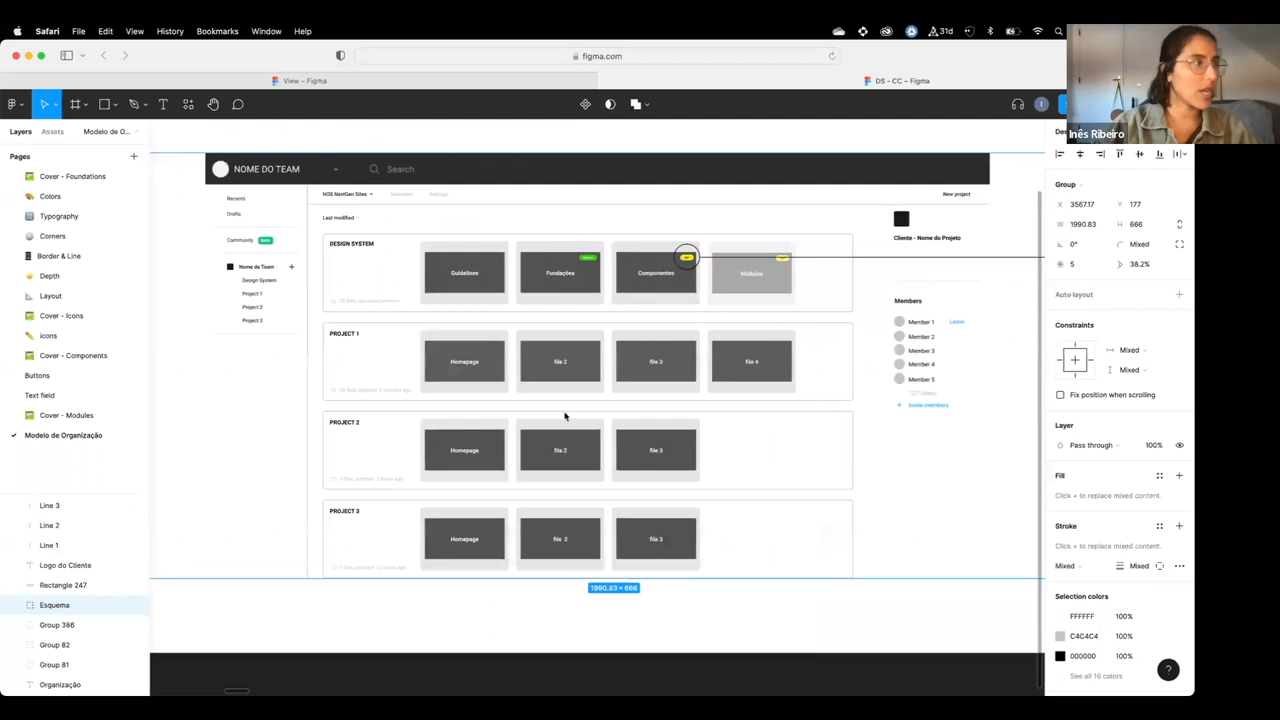 Safari File Edit View History Bookmarks Window Help
31d
figma.com
View – Figma
DS - CC – Figma
Inês Ribeiro
Layers Assets Modelo de O...
Pages
Cover - Foundations
Colors
Typography
Corners
Border & Line
Depth
Layout
Cover - Icons
icons
Cover - Components
Buttons
Text field
Cover - Modules
Modelo de Organização
Line 3
Line 2
Line 1
Logo do Cliente
Rectangle 247
Esquema
Group 386
Group 82
Group 81
Organização
NOME DO TEAM
Search
Recents
Drafts
Community Beta
Nome do Team
Design System
Project 1
Project 2
Project 3
NOS NextGen Sites
Settings
New project
Last modified
DESIGN SYSTEM
Guidelines
Fundações
Componentes
Módulos
PROJECT 1
Homepage
file 2
file 3
file 4
PROJECT 2
Homepage
file 2
file 3
PROJECT 3
Homepage
file 2
file 3
Cliente - Nome do Projeto
Members
Member 1 Leave
Member 2
Member 3
Member 4
Member 5
Invite members
1990.83 × 666
Group
X 3567.17 Y 177
W 1990.83 H 666
0° Mixed
5 38.2%
Auto layout
Constraints
Mixed
Mixed
Fix position when scrolling
Layer
Pass through 100%
Fill
Click + to replace mixed content.
Stroke
Click + to replace mixed content.
Mixed Mixed
Selection colors
FFFFFF 100%
C4C4C4 100%
000000 100%
See all 16 colors
?